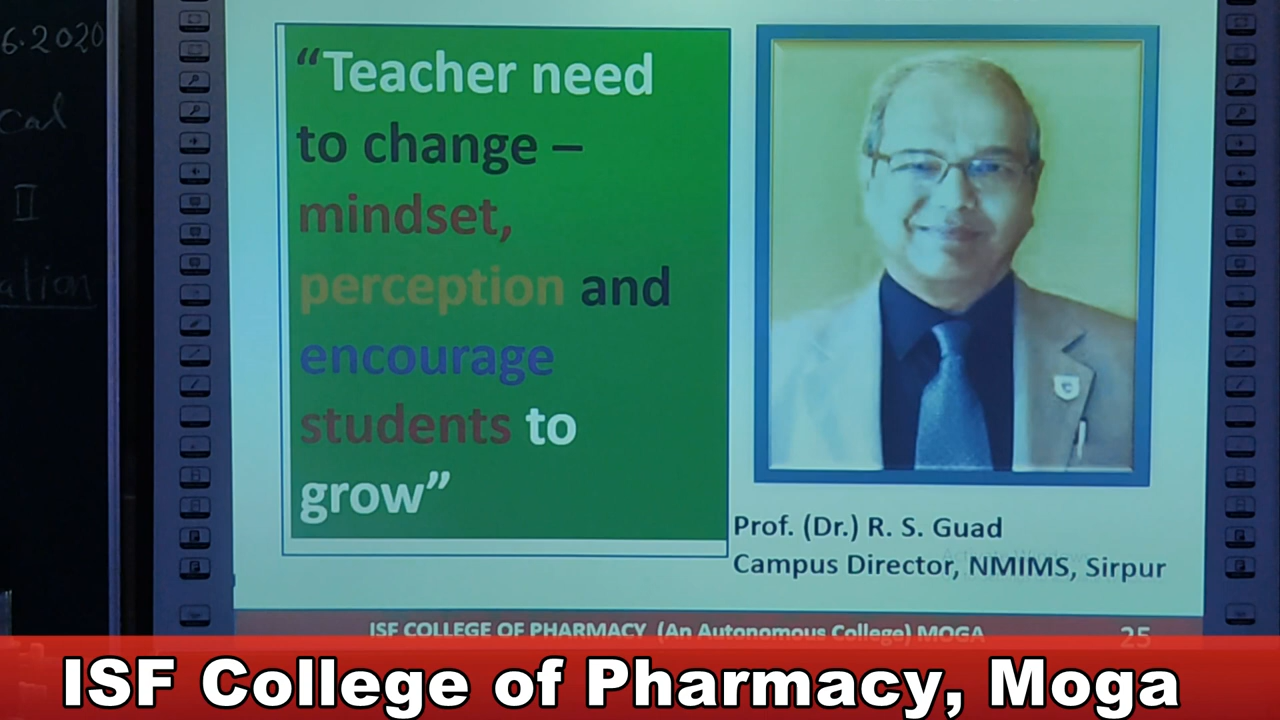 6.2020
cal
II
ation
“Teacher need
to change –
mindset,
perception and
encourage
students to
grow”
Prof. (Dr.) R. S. Guad
Campus Director, NMIMS, Sirpur
ISF COLLEGE OF PHARMACY (An Autonomous College) MOGA
25
ISF College of Pharmacy, Moga